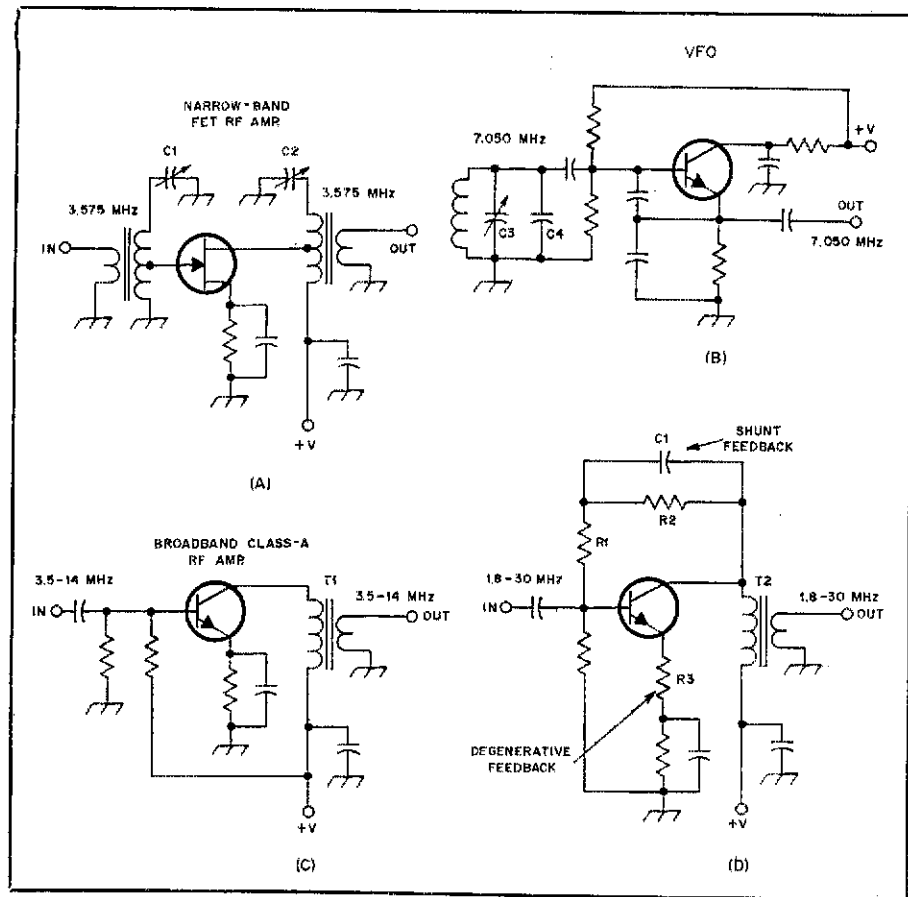 NARROW-BAND
FET RF AMP.
C1
C2
3.575 MHz
3.575 MHz
IN
OUT
+V
(A)
VFO
7.050 MHz
+V
C3
C4
OUT
7.050 MHz
(B)
BROADBAND CLASS-A
RF AMP.
3.5-14 MHz
T1
3.5-14 MHz
IN
OUT
+V
(C)
C1
SHUNT
FEEDBACK
R2
R1
1.8-30 MHz
T2
1.8-30 MHz
IN
OUT
R3
DEGENERATIVE
FEEDBACK
+V
(D)